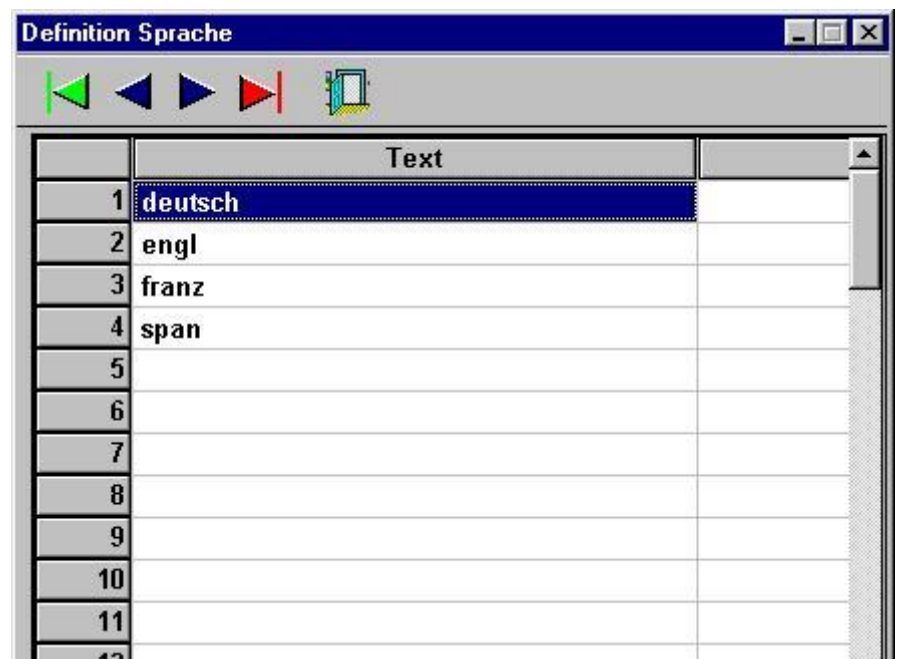 Definition Sprache
Text
1 deutsch
2 engl
3 franz
4 span
5
6
7
8
9
10
11